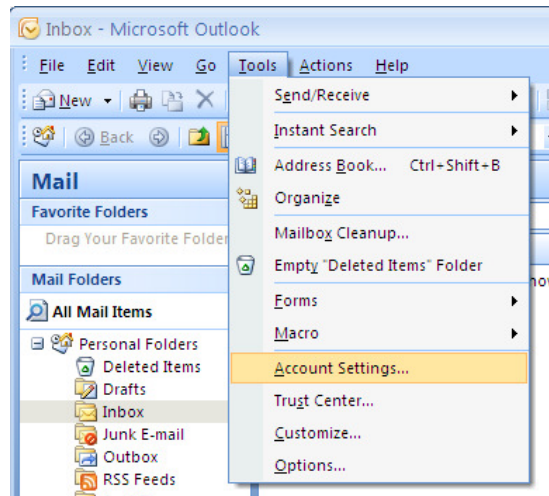 Inbox - Microsoft Outlook
File Edit View Go Tools Actions Help
New
Back
Send/Receive
Instant Search
Address Book... Ctrl+Shift+B
Organize
Mailbox Cleanup...
Empty "Deleted Items" Folder
Forms
Macro
Account Settings...
Trust Center...
Customize...
Options...
Mail
Favorite Folders
Drag Your Favorite Folder
Mail Folders
All Mail Items
Personal Folders
Deleted Items
Drafts
Inbox
Junk E-mail
Outbox
RSS Feeds